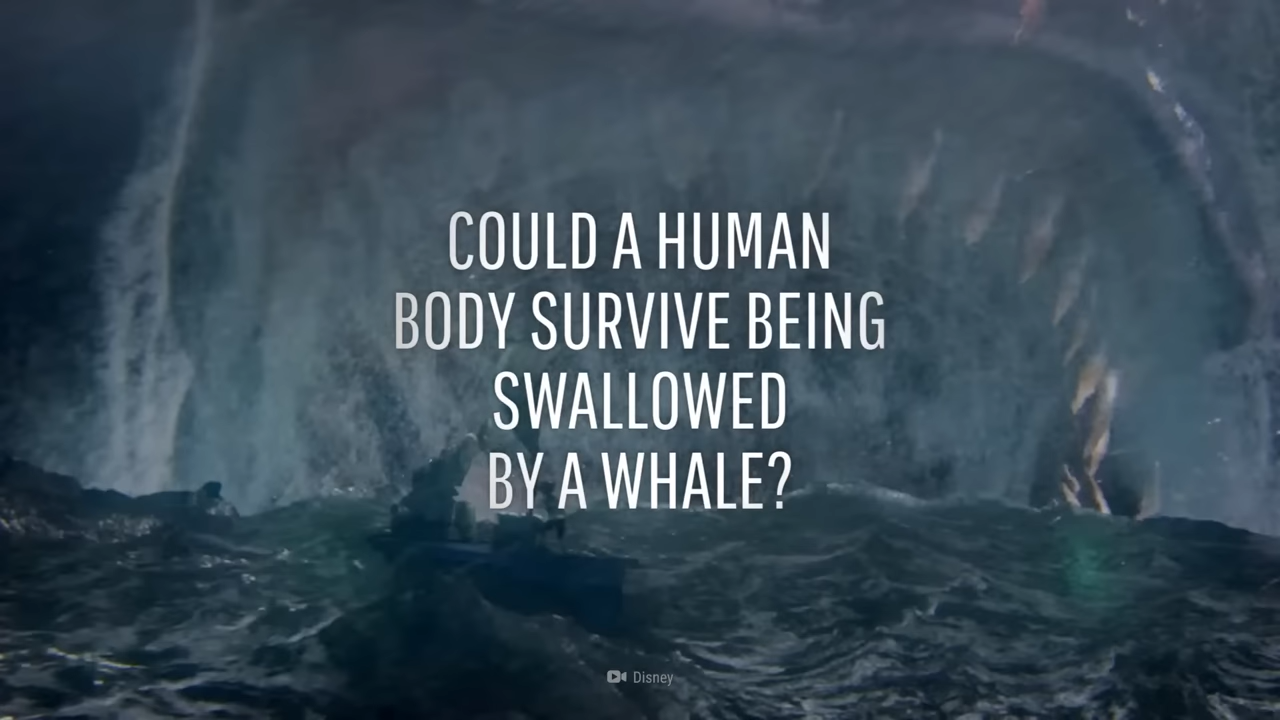 COULD A HUMAN
BODY SURVIVE BEING
SWALLOWED
BY A WHALE?
Disney